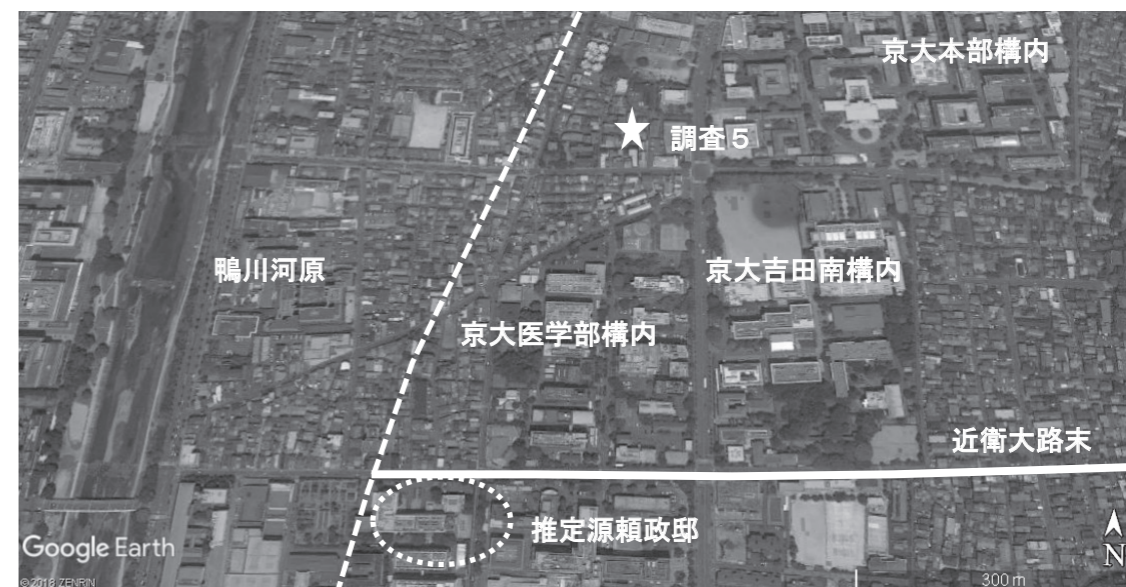 京大本部構内
調査5
鴨川河原
京大吉田南構内
京大医学部構内
近衛大路末
推定源頼政邸
N
Google Earth
© 2018 ZENRIN
300 m